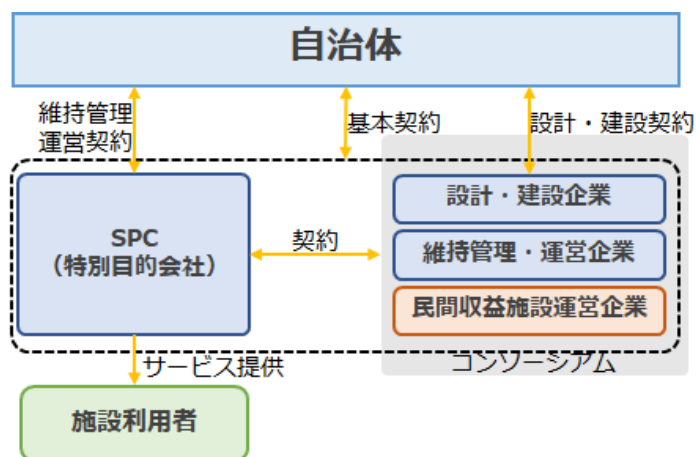 自治体
維持管理
運営契約
基本契約
設計・建設契約
SPC
（特別目的会社）
契約
設計・建設企業
維持管理・運営企業
民間収益施設運営企業
コンソーシアム
サービス提供
施設利用者